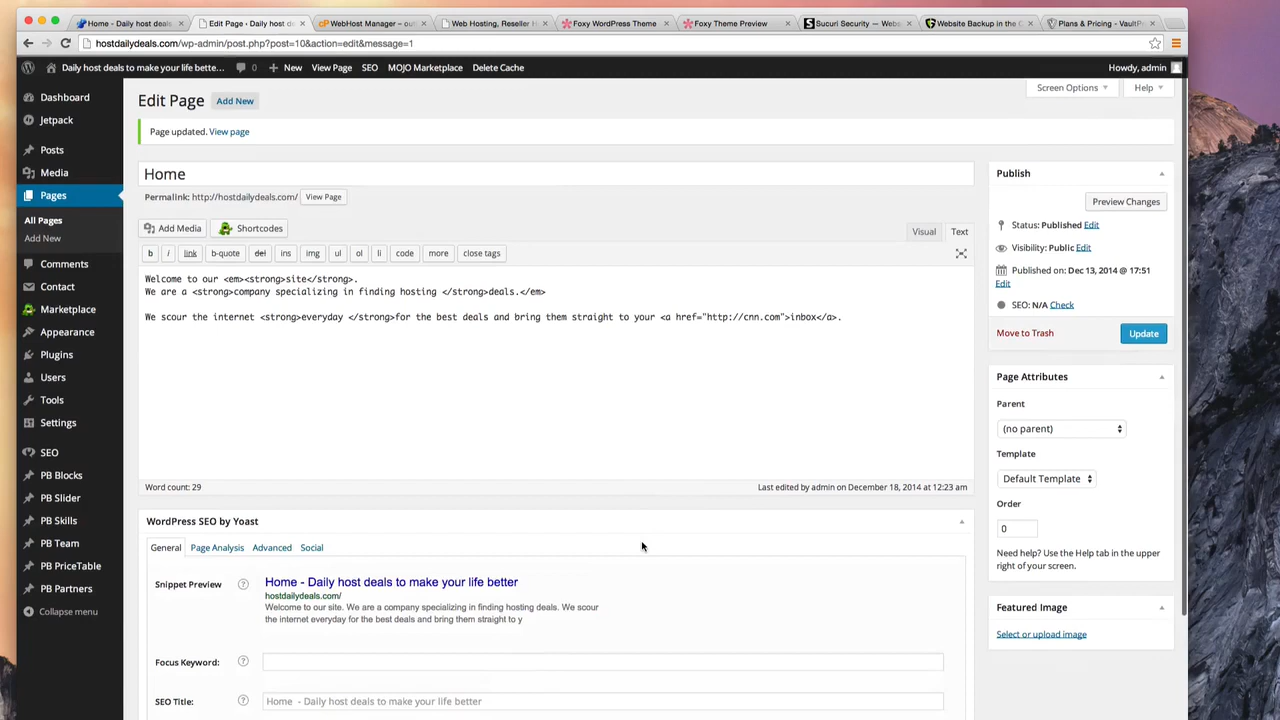 Home - Daily host deals
Edit Page ‹ Daily host d
WebHost Manager – ou
Web Hosting, Reseller H
Foxy WordPress Theme
Foxy Theme Preview
Sucuri Security — Web
Website Backup in the C
Plans & Pricing - VaultP
hostdailydeals.com/wp-admin/post.php?post=10&action=edit&message=1
Daily host deals to make your life bette...
0
New
View Page
SEO
MOJO Marketplace
Delete Cache
Howdy, admin
Dashboard
Jetpack
Posts
Media
Pages
All Pages
Add New
Comments
Contact
Marketplace
Appearance
Plugins
Users
Tools
Settings
SEO
PB Blocks
PB Slider
PB Skills
PB Team
PB PriceTable
PB Partners
Collapse menu
Screen Options
Help
Edit Page Add New
Page updated. View page
Home
Permalink: http://hostdailydeals.com/ View Page
Add Media Shortcodes
Visual Text
b i link b-quote del ins img ul ol li code more close tags
Welcome to our <em><strong>site</strong>.
We are a <strong>company specializing in finding hosting </strong>deals.</em>
We scour the internet <strong>everyday </strong>for the best deals and bring them straight to your <a href="http://cnn.com">inbox</a>.
Word count: 29
Last edited by admin on December 18, 2014 at 12:23 am
WordPress SEO by Yoast
General Page Analysis Advanced Social
Snippet Preview ?
Home - Daily host deals to make your life better
hostdailydeals.com/
Welcome to our site. We are a company specializing in finding hosting deals. We scour
the internet everyday for the best deals and bring them straight to y
Focus Keyword: ?
SEO Title: ? Home - Daily host deals to make your life better
Publish
Preview Changes
Status: Published Edit
Visibility: Public Edit
Published on: Dec 13, 2014 @ 17:51
Edit
SEO: N/A Check
Move to Trash Update
Page Attributes
Parent
(no parent)
Template
Default Template
Order
0
Need help? Use the Help tab in the upper
right of your screen.
Featured Image
Select or upload image